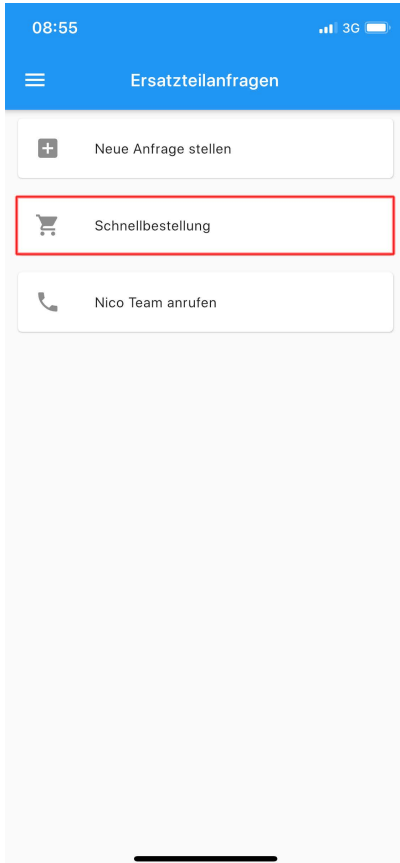 08:55
3G
Ersatzteilanfragen
Neue Anfrage stellen
Schnellbestellung
Nico Team anrufen